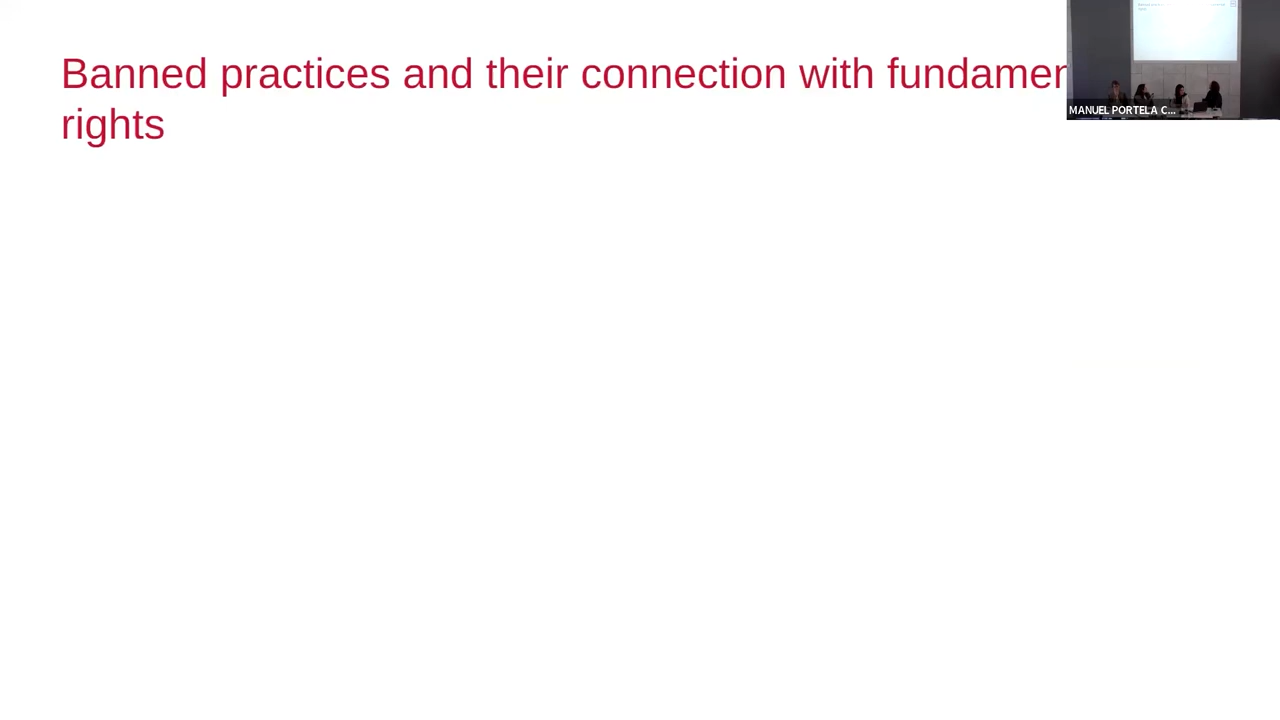 Banned practices and their connection with fundamen
rights
MANUEL PORTELA C...